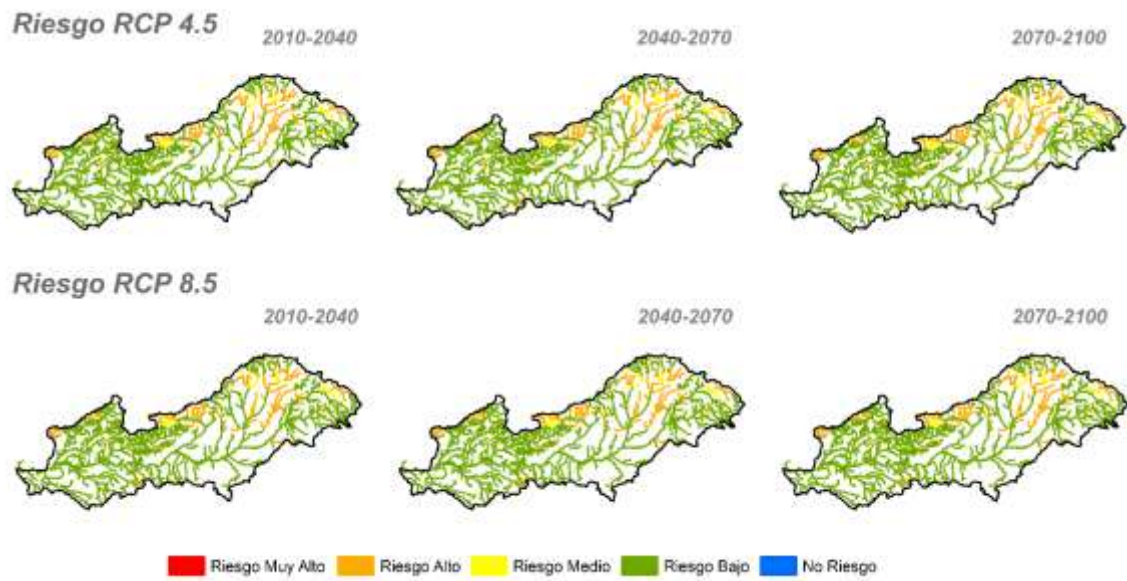 Riesgo RCP 4.5
2010-2040
2040-2070
2070-2100
Riesgo RCP 8.5
2010-2040
2040-2070
2070-2100
Riesgo Muy Alto
Riesgo Alto
Riesgo Medio
Riesgo Bajo
No Riesgo